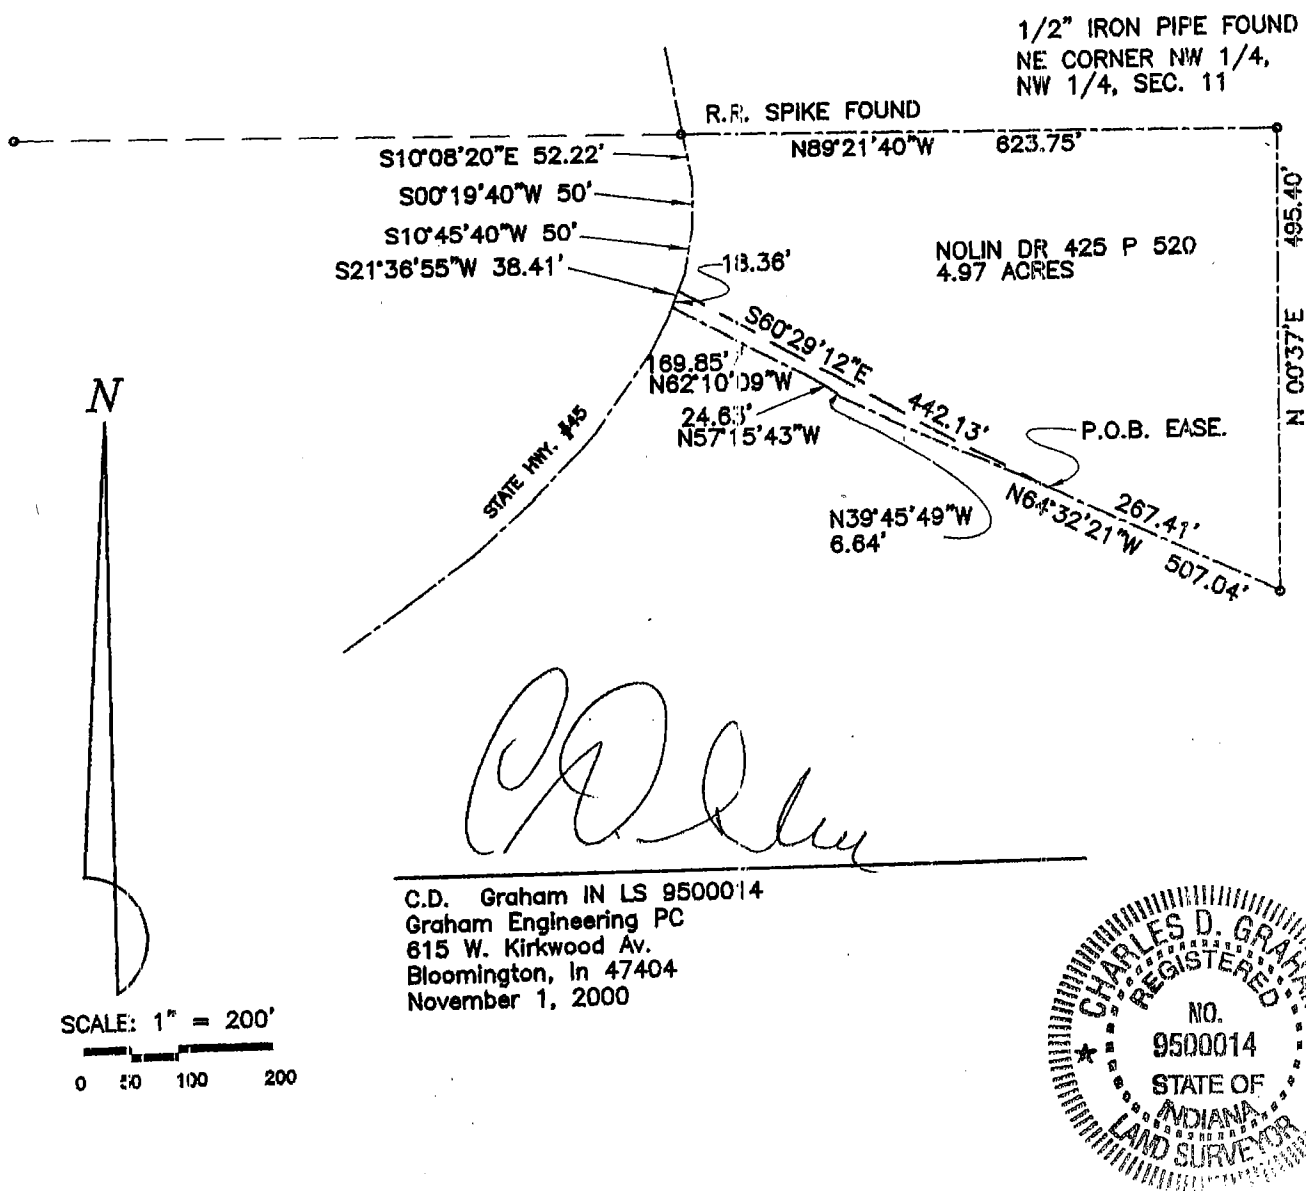 1/2" IRON PIPE FOUND
NE CORNER NW 1/4,
NW 1/4, SEC. 11
R.R. SPIKE FOUND
N89°21'40"W 623.75'
S10°08'20"E 52.22'
S00°19'40"W 50'
S10°45'40"W 50'
S21°36'55"W 38.41'
18.36'
NOLIN DR 425 P 520
4.97 ACRES
495.40'
N 00°37'E
S60°29'12"E
442.13'
169.85'
N62°10'09"W
24.63'
N57°15'43"W
P.O.B. EASE.
N39°45'49"W
6.64'
267.41'
N64°32'21"W 507.04'
STATE HWY. #45
N
C.D. Graham IN LS 9500014
Graham Engineering PC
615 W. Kirkwood Av.
Bloomington, In 47404
November 1, 2000
SCALE: 1" = 200'
0 50 100 200
CHARLES D. GRAHAM
REGISTERED
NO.
9500014
STATE OF
INDIANA
LAND SURVEYOR